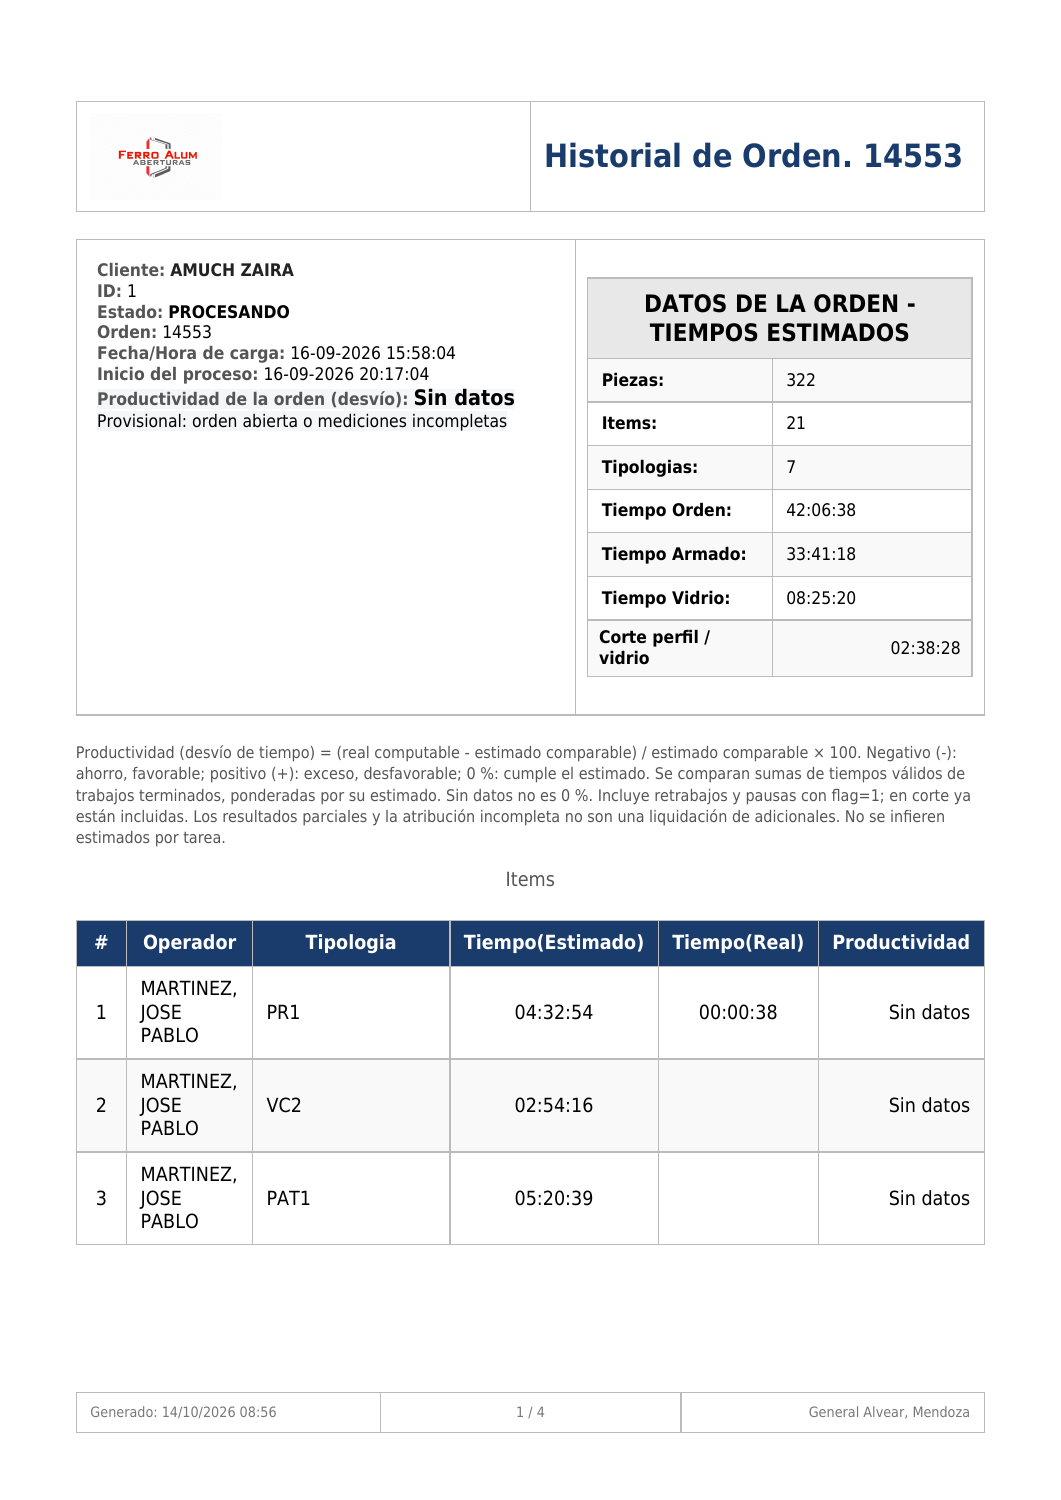 FERRO ALUM
ABERTURAS
Historial de Orden. 14553
Cliente: AMUCH ZAIRA
ID: 1
Estado: PROCESANDO
Orden: 14553
Fecha/Hora de carga: 16-09-2026 15:58:04
Inicio del proceso: 16-09-2026 20:17:04
Productividad de la orden (desvío): Sin datos
Provisional: orden abierta o mediciones incompletas
DATOS DE LA ORDEN -
TIEMPOS ESTIMADOS
Piezas: 322
Items: 21
Tipologias: 7
Tiempo Orden: 42:06:38
Tiempo Armado: 33:41:18
Tiempo Vidrio: 08:25:20
Corte perfil /
vidrio 02:38:28
Productividad (desvío de tiempo) = (real computable - estimado comparable) / estimado comparable × 100. Negativo (-):
ahorro, favorable; positivo (+): exceso, desfavorable; 0 %: cumple el estimado. Se comparan sumas de tiempos válidos de
trabajos terminados, ponderadas por su estimado. Sin datos no es 0 %. Incluye retrabajos y pausas con flag=1; en corte ya
están incluidas. Los resultados parciales y la atribución incompleta no son una liquidación de adicionales. No se infieren
estimados por tarea.
Items
# Operador Tipologia Tiempo(Estimado) Tiempo(Real) Productividad
MARTINEZ,
1 JOSE PR1 04:32:54 00:00:38 Sin datos
PABLO
MARTINEZ,
2 JOSE VC2 02:54:16 Sin datos
PABLO
MARTINEZ,
3 JOSE PAT1 05:20:39 Sin datos
PABLO
Generado: 14/10/2026 08:56 1 / 4 General Alvear, Mendoza